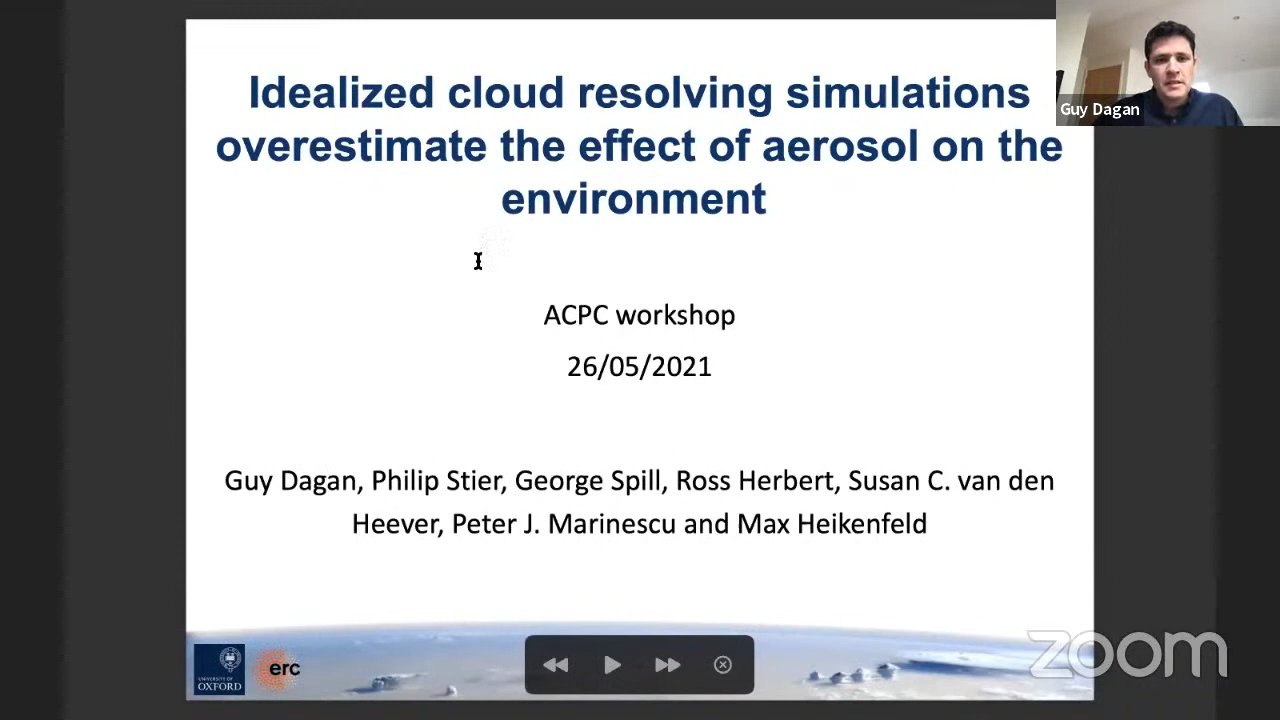 Idealized cloud resolving simulations
overestimate the effect of aerosol on the
environment
Guy Dagan
ACPC workshop
26/05/2021
Guy Dagan, Philip Stier, George Spill, Ross Herbert, Susan C. van den
Heever, Peter J. Marinescu and Max Heikenfeld
UNIVERSITY OF
OXFORD
erc
zoom